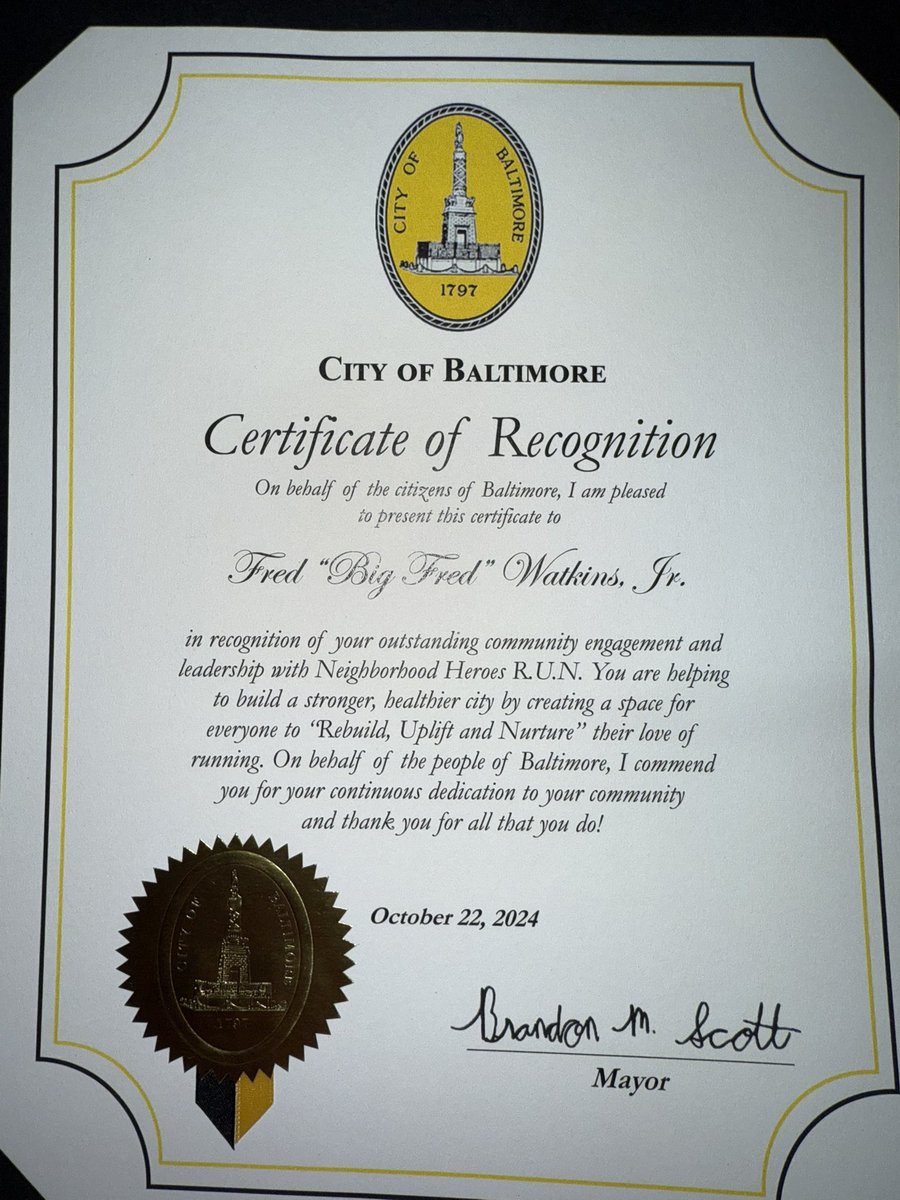 CITY OF BALTIMORE
1797
CITY OF BALTIMORE
Certificate of Recognition
On behalf of the citizens of Baltimore, I am pleased
to present this certificate to
Fred “Big Fred” Watkins, Jr.
in recognition of your outstanding community engagement and
leadership with Neighborhood Heroes R.U.N. You are helping
to build a stronger, healthier city by creating a space for
everyone to “Rebuild, Uplift and Nurture” their love of
running. On behalf of the people of Baltimore, I commend
you for your continuous dedication to your community
and thank you for all that you do!
CITY OF BALTIMORE
1797
October 22, 2024
Brandon M. Scott
Mayor